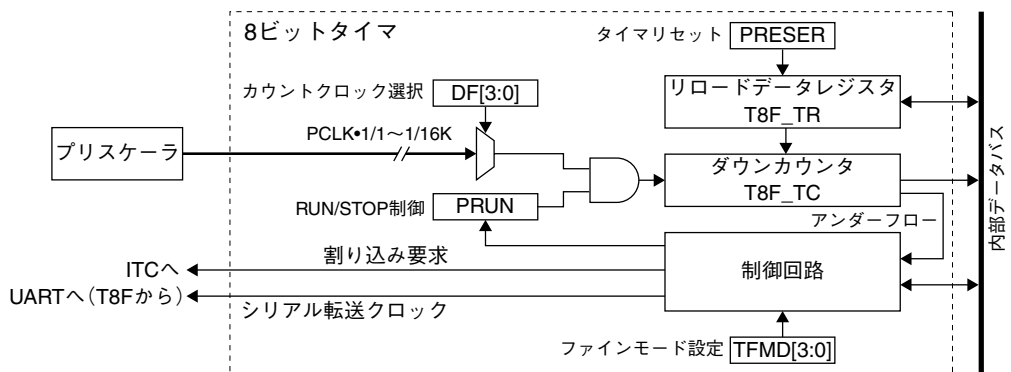 8ビットタイマ
タイマリセット PRESER
カウントクロック選択 DF[3:0]
リロードデータレジスタ
T8F_TR
PCLK•1/1～1/16K
プリスケーラ
ダウンカウンタ
T8F_TC
RUN/STOP制御 PRUN
アンダーフロー
内部データバス
割り込み要求
制御回路
ITCへ
UARTへ(T8Fから)
シリアル転送クロック
ファインモード設定 TFMD[3:0]